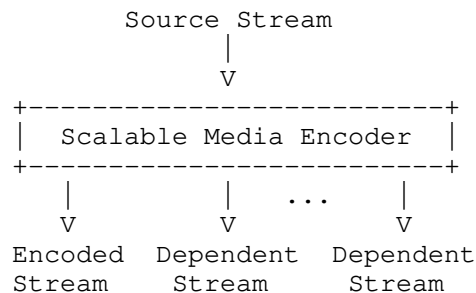 Source Stream
|
V
+--------------------------+
| Scalable Media Encoder |
+--------------------------+
| | ... |
V V V
Encoded Dependent Dependent
Stream Stream Stream